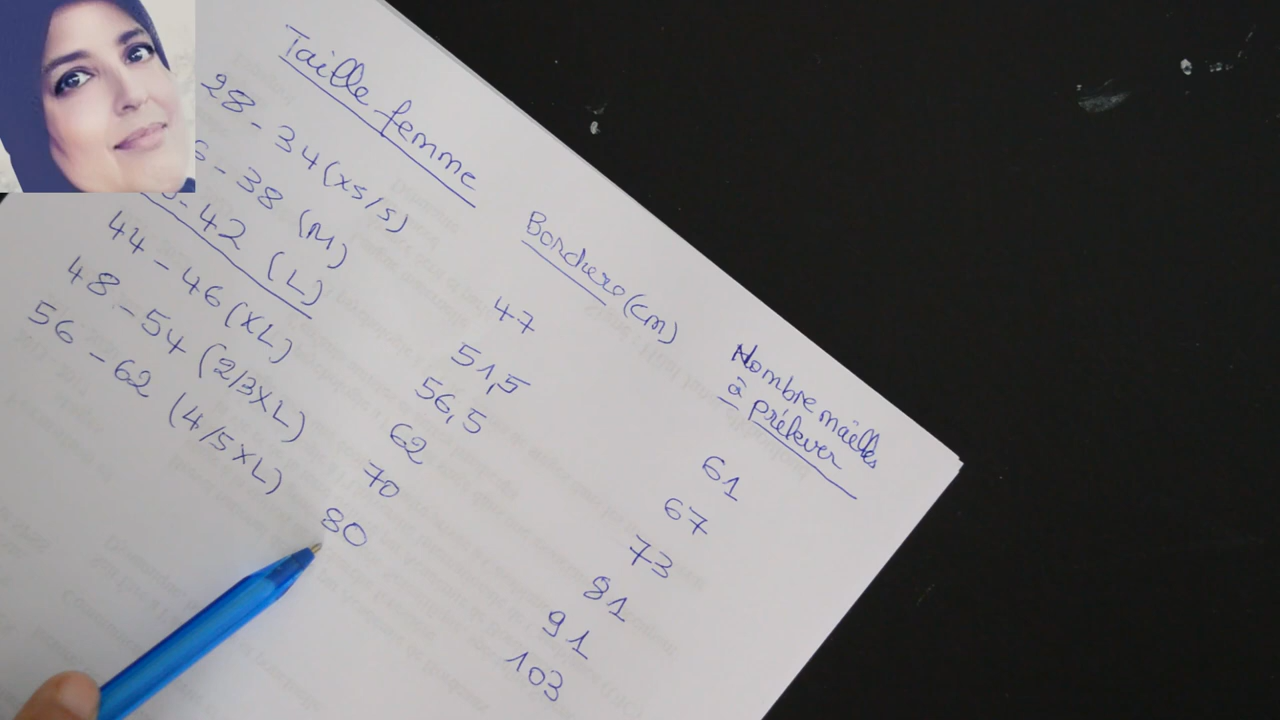 Taille femme
28-34 (xs/s)
-38 (M)
-42 (L)
44-46 (XL)
48-54 (2/3XL)
56-62 (4/5XL)
Bordure (cm)
47
51,5
56,5
62
70
80
Nombre mailles
à prélever
61
67
73
81
91
103